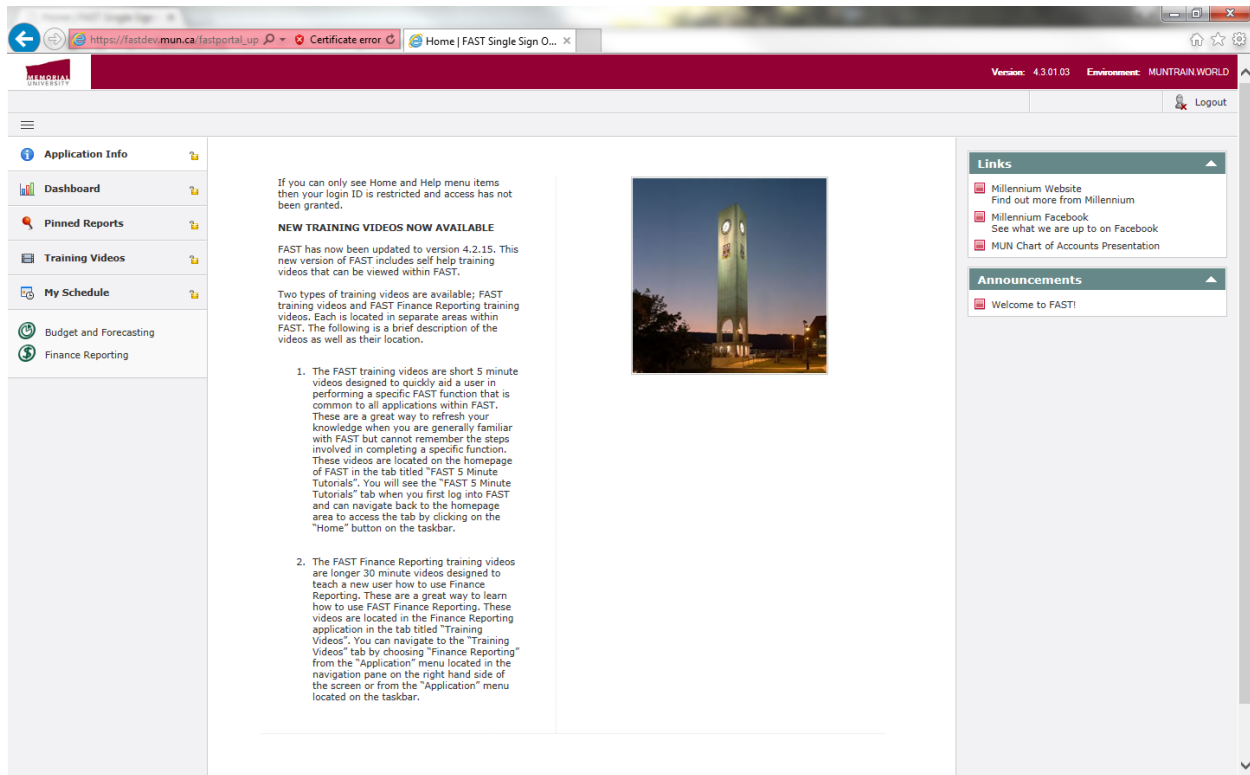 https://fastdev.mun.ca/fastportal_up
Certificate error
Home | FAST Single Sign O...
MEMORIAL
UNIVERSITY
Version: 4.3.01.03 Environment: MUNTRAIN.WORLD
Logout
Application Info
Dashboard
Pinned Reports
Training Videos
My Schedule
Budget and Forecasting
Finance Reporting
If you can only see Home and Help menu items
then your login ID is restricted and access has not
been granted.
NEW TRAINING VIDEOS NOW AVAILABLE
FAST has now been updated to version 4.2.15. This
new version of FAST includes self help training
videos that can be viewed within FAST.
Two types of training videos are available; FAST
training videos and FAST Finance Reporting training
videos. Each is located in separate areas within
FAST. The following is a brief description of the
videos as well as their location.
1. The FAST training videos are short 5 minute
videos designed to quickly aid a user in
performing a specific FAST function that is
common to all applications within FAST.
These are a great way to refresh your
knowledge when you are generally familiar
with FAST but cannot remember the steps
involved in completing a specific function.
These videos are located on the homepage
of FAST in the tab titled "FAST 5 Minute
Tutorials". You will see the "FAST 5 Minute
Tutorials" tab when you first log into FAST
and can navigate back to the homepage
area to access the tab by clicking on the
"Home" button on the taskbar.
2. The FAST Finance Reporting training videos
are longer 30 minute videos designed to
teach a new user how to use Finance
Reporting. These are a great way to learn
how to use FAST Finance Reporting. These
videos are located in the Finance Reporting
application in the tab titled "Training
Videos". You can navigate to the "Training
Videos" tab by choosing "Finance Reporting"
from the "Application" menu located in the
navigation pane on the right hand side of
the screen or from the "Application" menu
located on the taskbar.
Links
Millennium Website
Find out more from Millennium
Millennium Facebook
See what we are up to on Facebook
MUN Chart of Accounts Presentation
Announcements
Welcome to FAST!